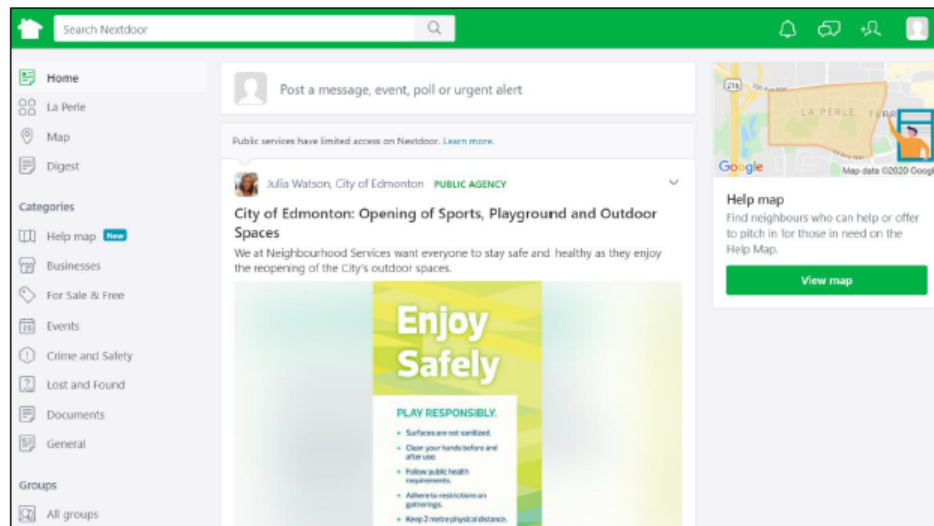 Search Nextdoor
Home
La Perle
Map
Digest
Categories
Help map New
Businesses
For Sale & Free
Events
Crime and Safety
Lost and Found
Documents
General
Groups
All groups
Post a message, event, poll or urgent alert
Public services have limited access on Nextdoor. Learn more.
Julia Watson, City of Edmonton PUBLIC AGENCY
City of Edmonton: Opening of Sports, Playground and Outdoor
Spaces
We at Neighbourhood Services want everyone to stay safe and healthy as they enjoy
the reopening of the City's outdoor spaces.
Enjoy
Safely
PLAY RESPONSIBLY.
Surfaces are not sanitized.
Clean your hands before and
after use.
Follow public health
requirements.
Adhere to restrictions on
gatherings.
Keep 2 metre physical distance.
216
LA PERLE
Google
Map data ©2020 Google
Help map
Find neighbours who can help or offer
to pitch in for those in need on the
Help Map.
View map